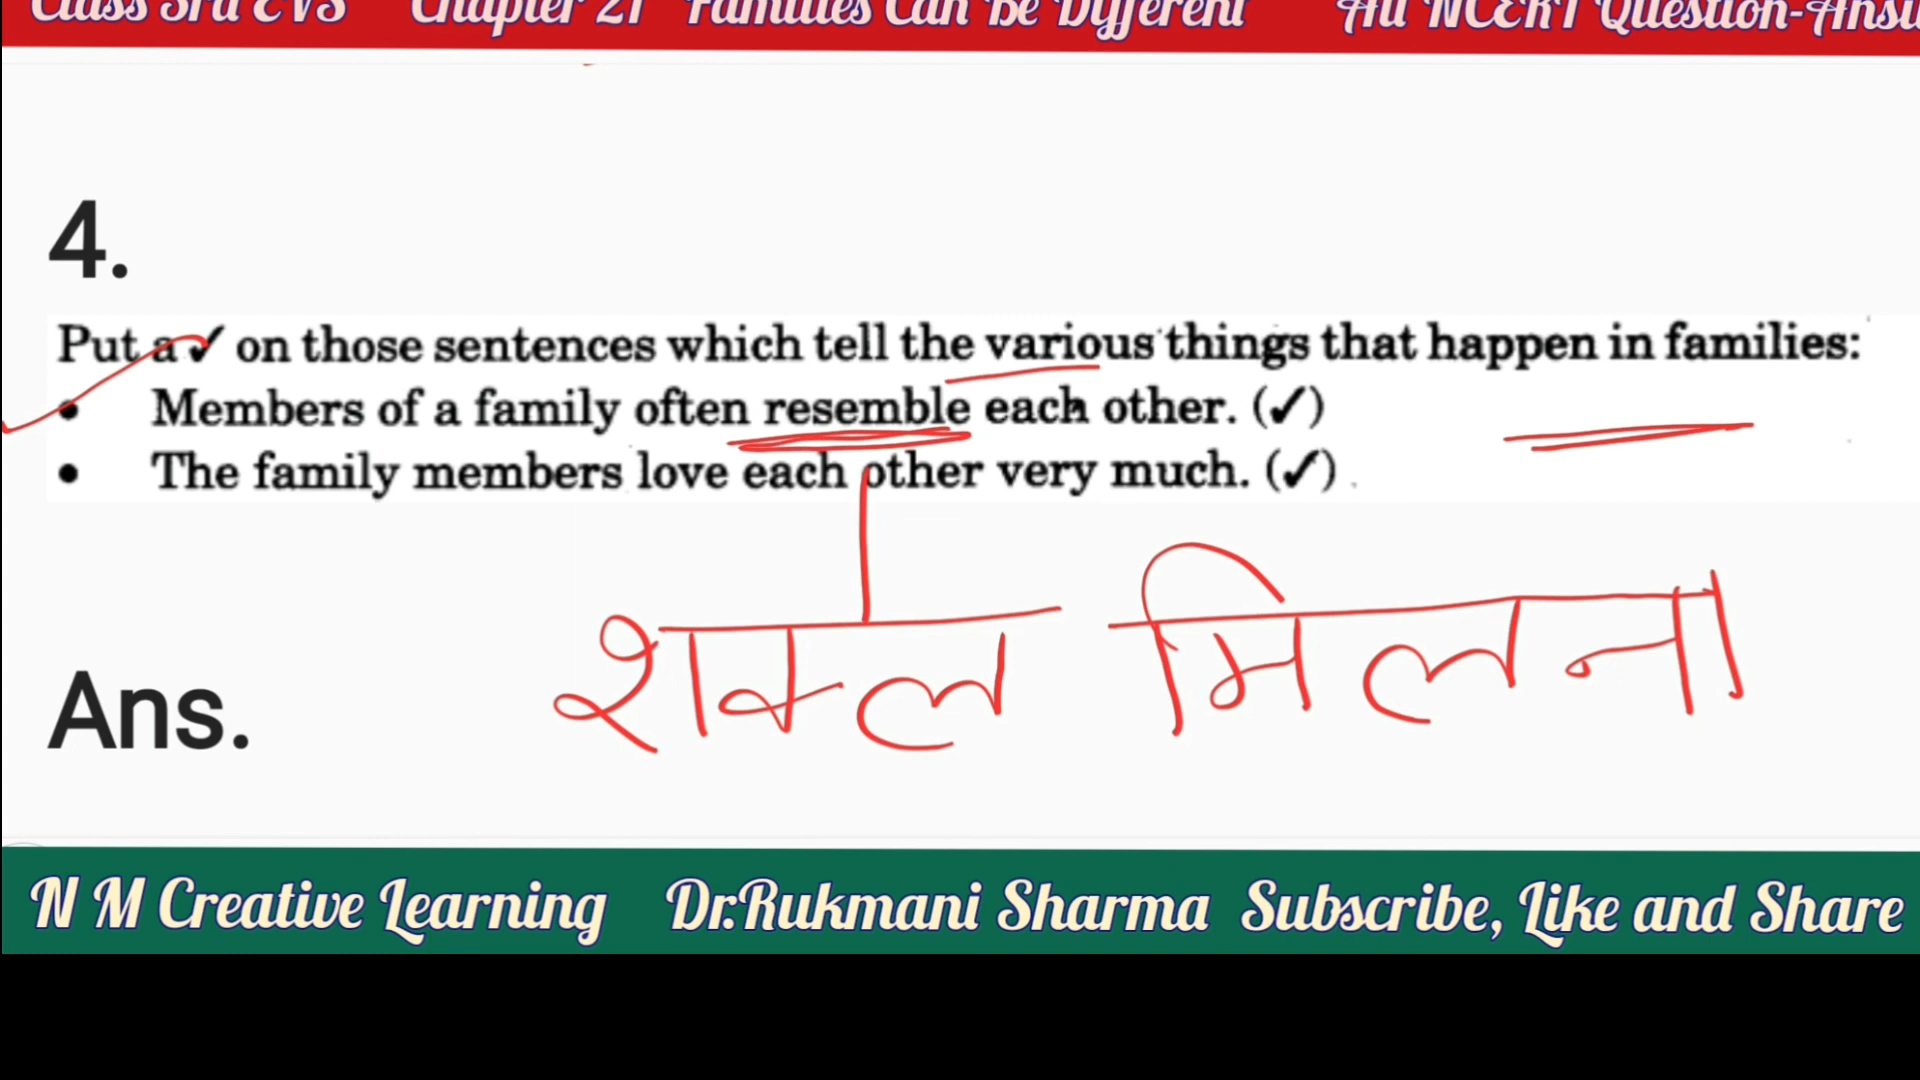 Class 3rd EVS Chapter 21 Families Can Be Different All NCERT Question-Answ
4.
Put a ✓ on those sentences which tell the various things that happen in families:
• Members of a family often resemble each other. (✓)
• The family members love each other very much. (✓)
शक्ल मिलना
Ans.
N M Creative Learning Dr.Rukmani Sharma Subscribe, Like and Share